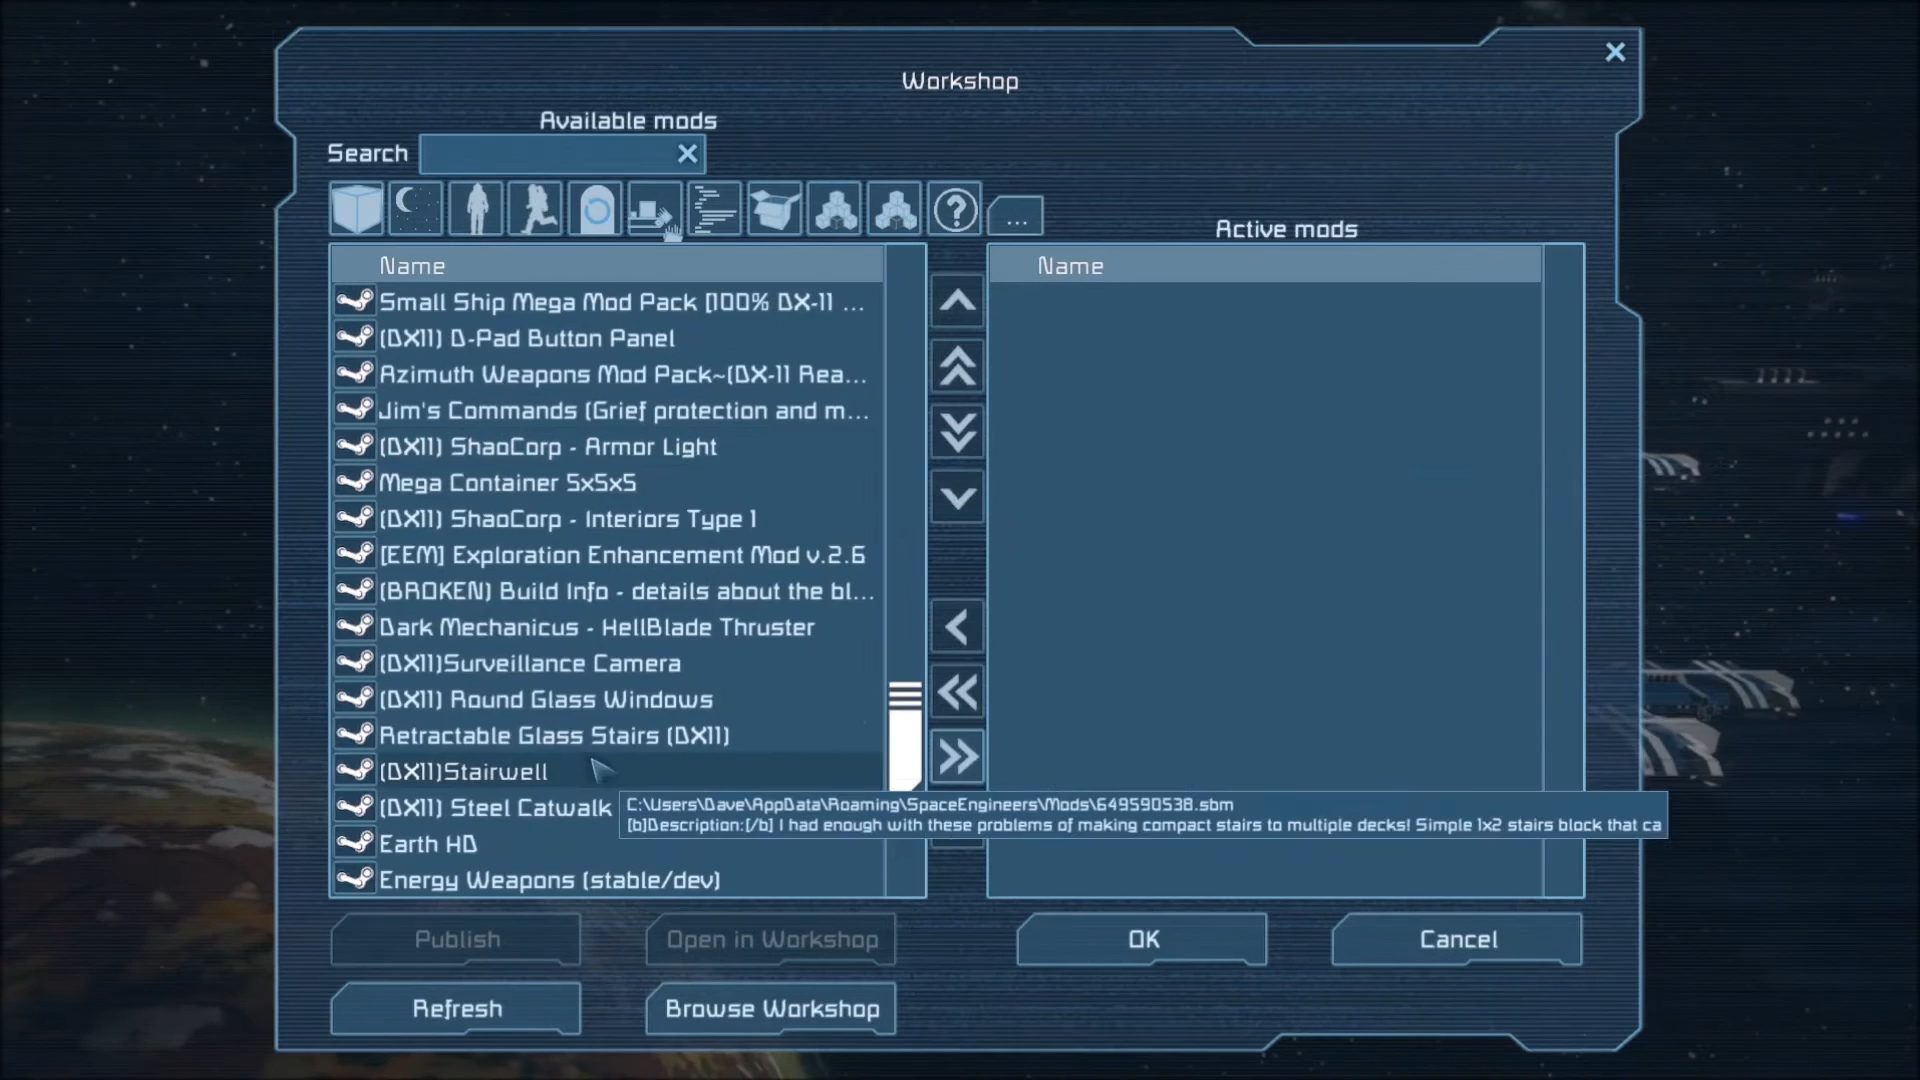 Workshop
Available mods
Search
...
Active mods
Name
Name
Small Ship Mega Mod Pack [100% DX-11 ...
(DX11) D-Pad Button Panel
Azimuth Weapons Mod Pack~(DX-11 Rea...
Jim's Commands (Grief protection and m...
(DX11) ShaoCorp - Armor Light
Mega Container 5x5x5
(DX11) ShaoCorp - Interiors Type 1
[EEM] Exploration Enhancement Mod v.2.6
(BROKEN) Build Info - details about the bl...
Dark Mechanicus - HellBlade Thruster
(DX11)Surveillance Camera
(DX11) Round Glass Windows
Retractable Glass Stairs (DX11)
(DX11)Stairwell
(DX11) Steel Catwalk
C:\Users\Dave\AppData\Roaming\SpaceEngineers\Mods\649590538.sbm
[b]Description:[/b] I had enough with these problems of making compact stairs to multiple decks! Simple 1x2 stairs block that ca
Earth HD
Energy Weapons (stable/dev)
Publish
Open in Workshop
OK
Cancel
Refresh
Browse Workshop